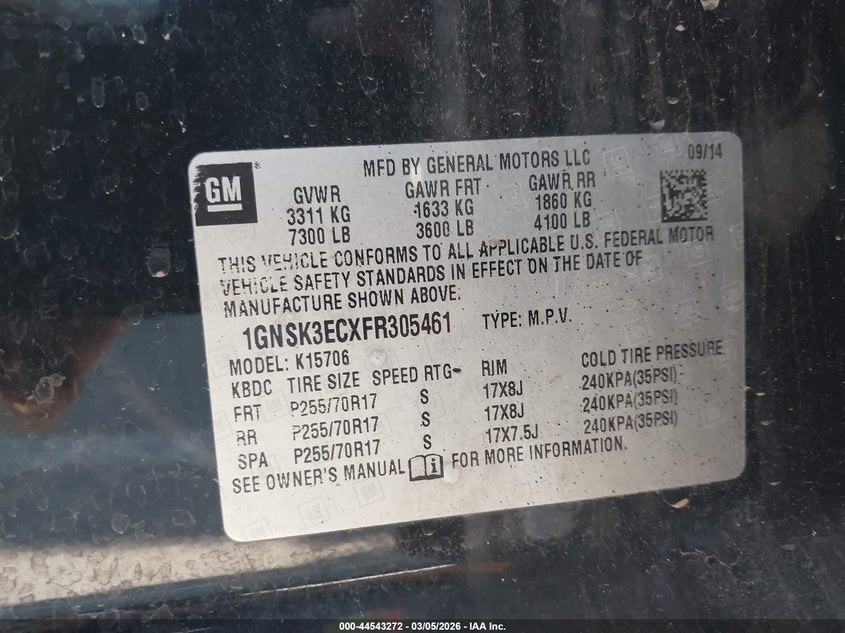 MFD BY GENERAL MOTORS LLC 09/14
GM
GVWR GAWR FRT GAWR RR
3311 KG 1633 KG 1860 KG
7300 LB 3600 LB 4100 LB
THIS VEHICLE CONFORMS TO ALL APPLICABLE U.S. FEDERAL MOTOR
VEHICLE SAFETY STANDARDS IN EFFECT ON THE DATE OF
MANUFACTURE SHOWN ABOVE:
1GNSK3ECXFR305461 TYPE: M.P.V.
MODEL: K15706
KBDC TIRE SIZE SPEED RTG RIM COLD TIRE PRESSURE
FRT P255/70R17 S 17X8J 240KPA(35PSI)
RR P255/70R17 S 17X8J 240KPA(35PSI)
SPA P255/70R17 S 17X7.5J 240KPA(35PSI)
SEE OWNER'S MANUAL FOR MORE INFORMATION.
000-44543272 — 03/05/2026 — IAA Inc.